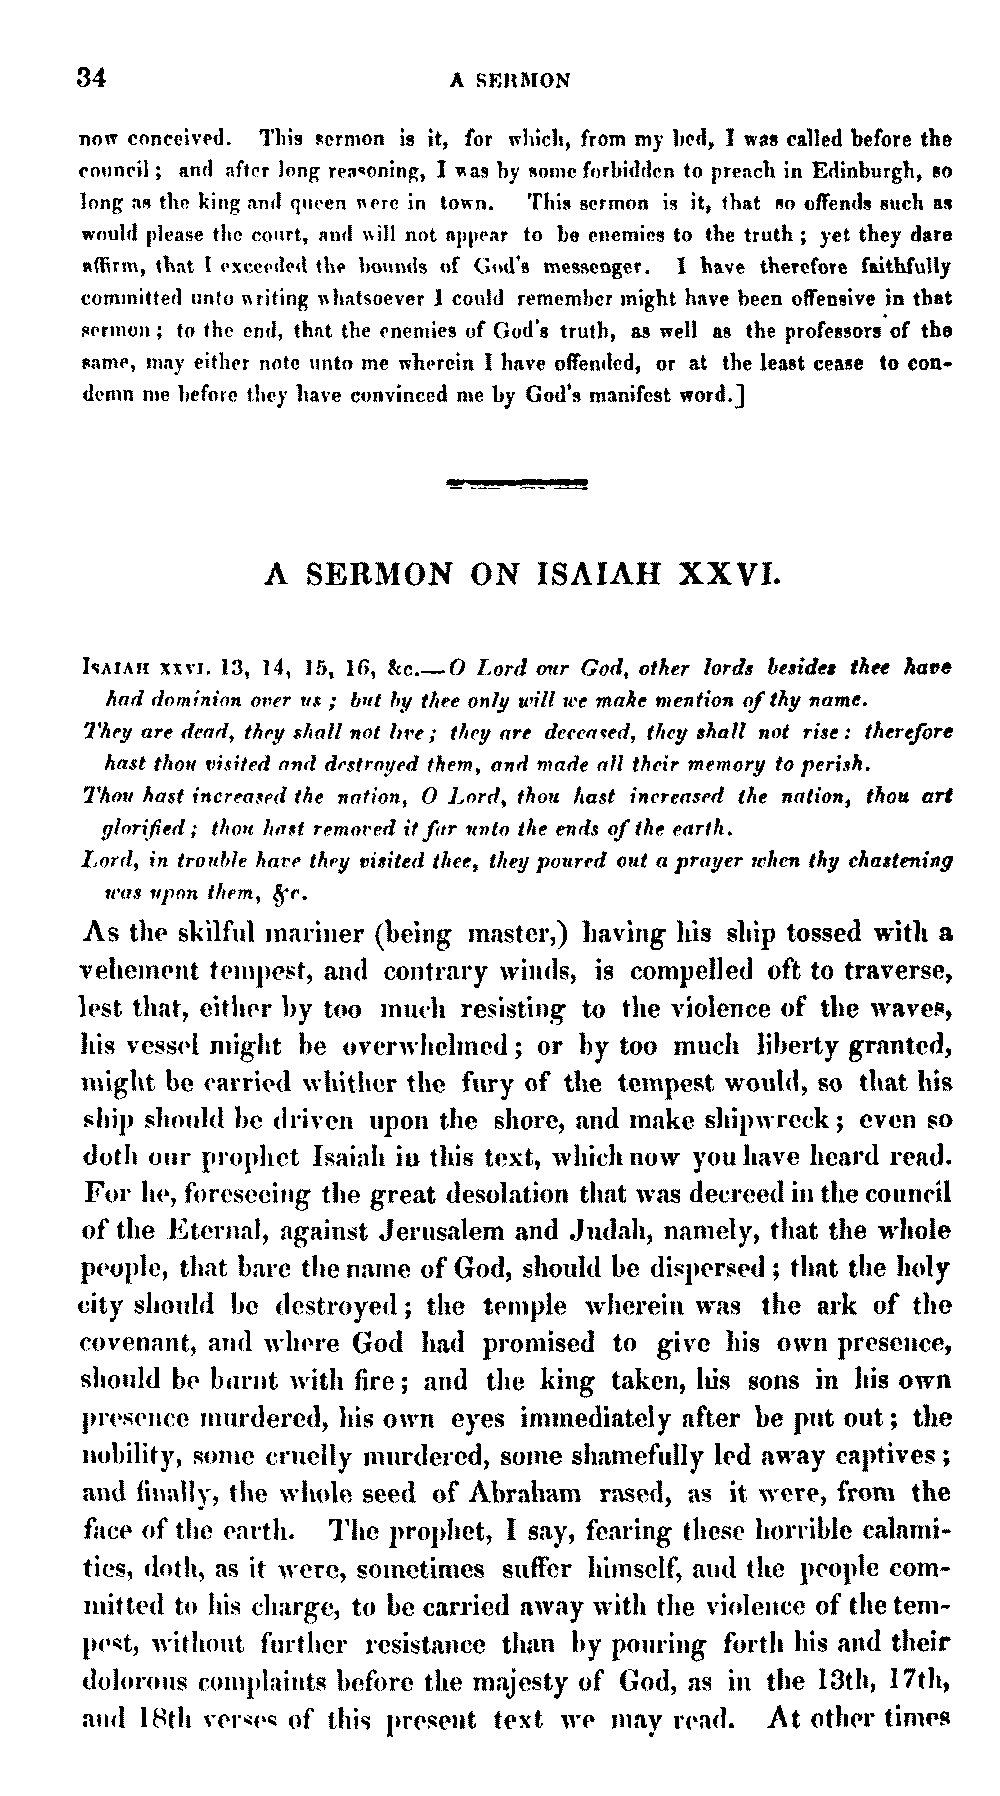 34 A SERMON
now conceived. This sermon is it, for which, from my bed, I was called before the
council; and after long reasoning, I was by some forbidden to preach in Edinburgh, so
long as the king and queen were in town. This sermon is it, that so offends such as
would please the court, and will not appear to be enemies to the truth; yet they dare
affirm, that I exceeded the bounds of God's messenger. I have therefore faithfully
committed unto writing whatsoever I could remember might have been offensive in that
sermon; to the end, that the enemies of God's truth, as well as the professors of the
same, may either note unto me wherein I have offended, or at the least cease to con-
demn me before they have convinced me by God's manifest word.]
A SERMON ON ISAIAH XXVI.
ISAIAH XXVI. 13, 14, 15, 16, &c.—O Lord our God, other lords besides thee have
had dominion over us; but by thee only will we make mention of thy name.
They are dead, they shall not live; they are deceased, they shall not rise: therefore
hast thou visited and destroyed them, and made all their memory to perish.
Thou hast increased the nation, O Lord, thou hast increased the nation, thou art
glorified; thou hast removed it far unto the ends of the earth.
Lord, in trouble have they visited thee, they poured out a prayer when thy chastening
was upon them, &c.
As the skilful mariner (being master,) having his ship tossed with a
vehement tempest, and contrary winds, is compelled oft to traverse,
lest that, either by too much resisting to the violence of the waves,
his vessel might be overwhelmed; or by too much liberty granted,
might be carried whither the fury of the tempest would, so that his
ship should be driven upon the shore, and make shipwreck; even so
doth our prophet Isaiah in this text, which now you have heard read.
For he, foreseeing the great desolation that was decreed in the council
of the Eternal, against Jerusalem and Judah, namely, that the whole
people, that bare the name of God, should be dispersed; that the holy
city should be destroyed; the temple wherein was the ark of the
covenant, and where God had promised to give his own presence,
should be burnt with fire; and the king taken, his sons in his own
presence murdered, his own eyes immediately after be put out; the
nobility, some cruelly murdered, some shamefully led away captives;
and finally, the whole seed of Abraham rased, as it were, from the
face of the earth. The prophet, I say, fearing these horrible calami-
ties, doth, as it were, sometimes suffer himself, and the people com-
mitted to his charge, to be carried away with the violence of the tem-
pest, without further resistance than by pouring forth his and their
dolorous complaints before the majesty of God, as in the 13th, 17th,
and 18th verses of this present text we may read. At other times